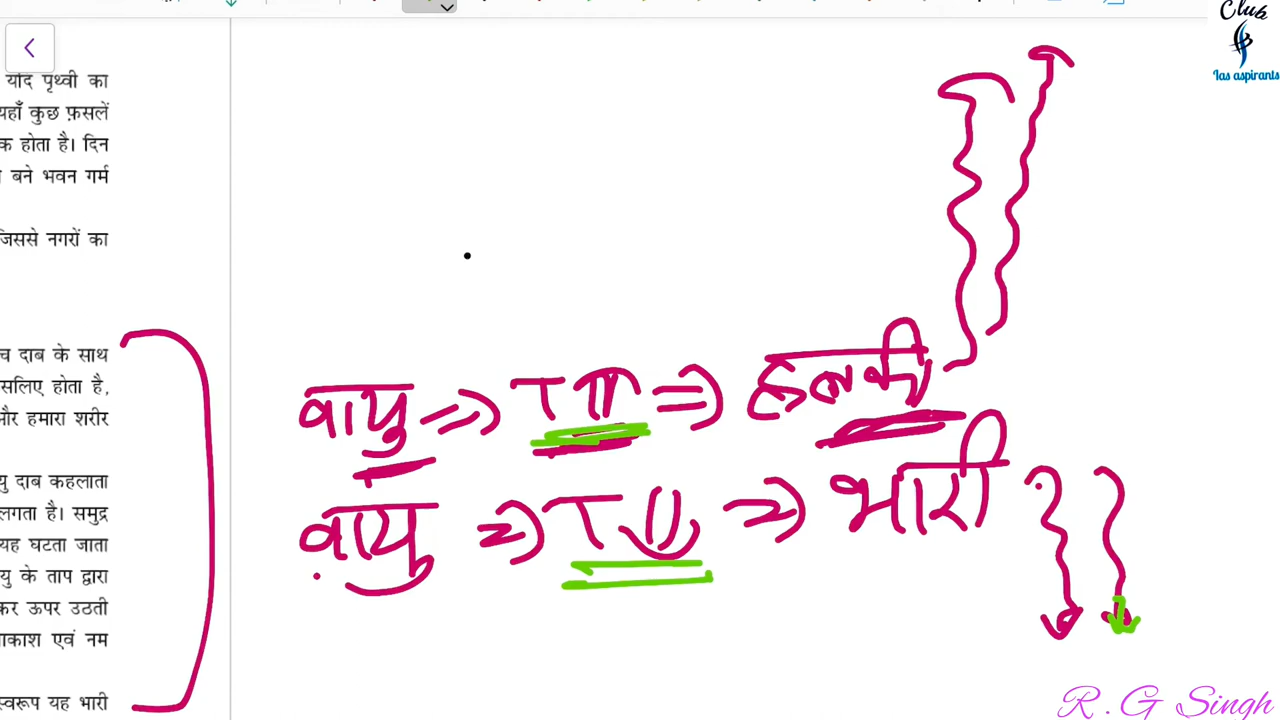 Club
Ias aspirants
यदि पृथ्वी का
यहाँ कुछ फ़सलें
क होता है। दिन
बने भवन गर्म
जिससे नगरों का
च दाब के साथ
सलिए होता है,
और हमारा शरीर
यु दाब कहलाता
लगता है। समुद्र
यह घटता जाता
यु के ताप द्वारा
कर ऊपर उठती
काश एवं नम
स्वरूप यह भारी
वायु => T ⇑ => हल्की
वायु => T ⇓ => भारी
R.G Singh